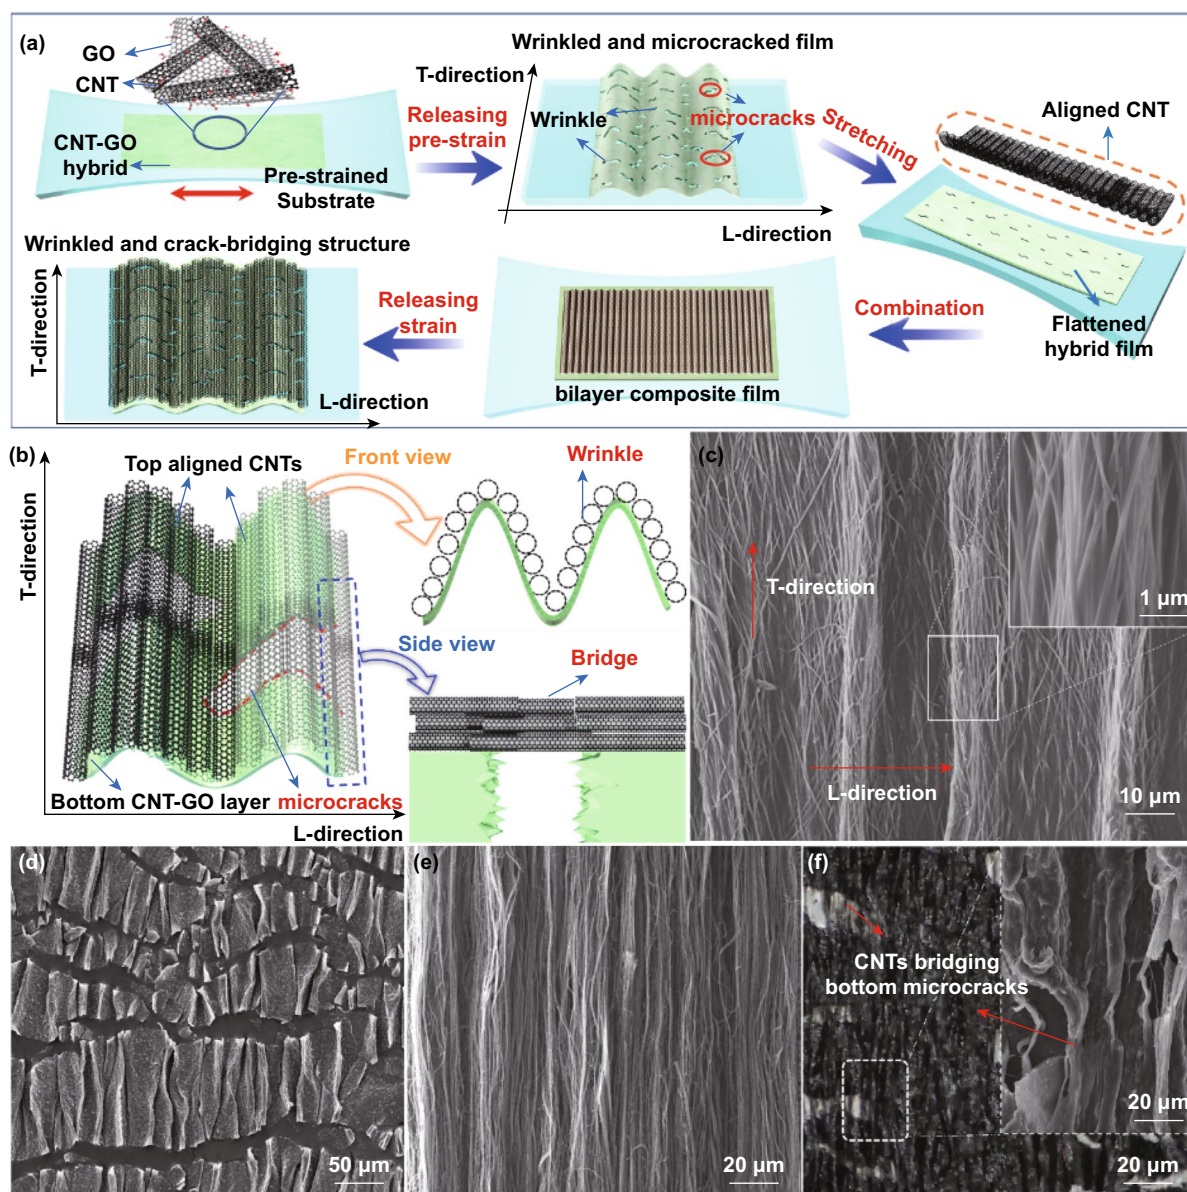 (a)
GO
CNT
CNT-GO
hybrid
Pre-strained
Substrate
Releasing
pre-strain
Wrinkled and microcracked film
T-direction
Wrinkle
microcracks
L-direction
Stretching
Aligned CNT
Flattened
hybrid film
Combination
bilayer composite film
Releasing
strain
Wrinkled and crack-bridging structure
T-direction
L-direction
(b)
T-direction
Top aligned CNTs
Front view
Wrinkle
Side view
Bridge
Bottom CNT-GO layer microcracks
L-direction
(c)
T-direction
L-direction
1 µm
10 µm
(d)
50 µm
(e)
20 µm
(f)
CNTs bridging
bottom microcracks
20 µm
20 µm